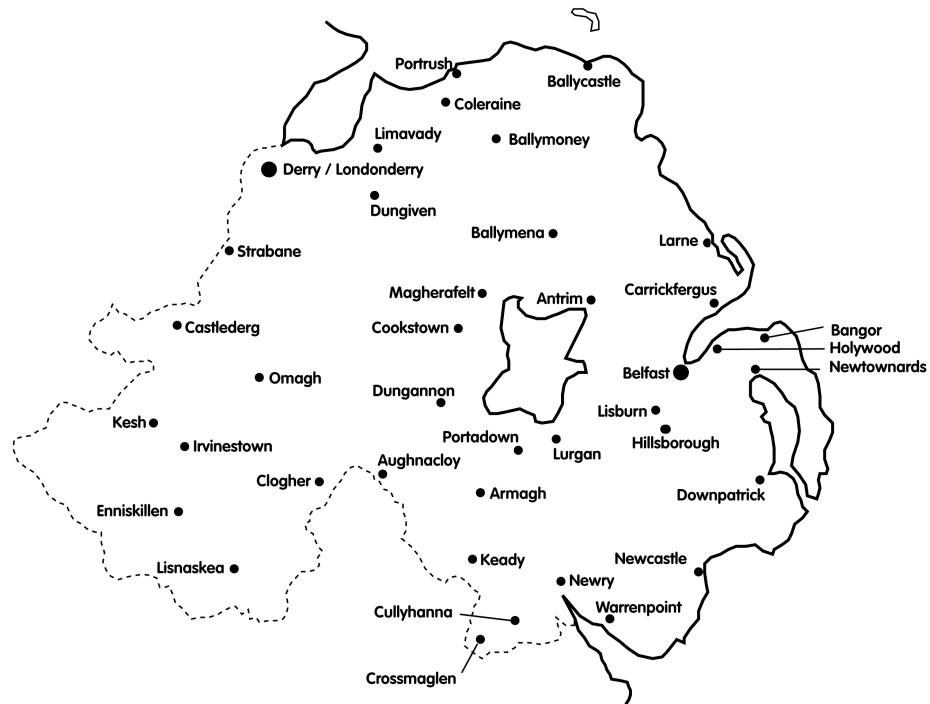 Portrush
Ballycastle
Coleraine
Limavady
Ballymoney
Derry / Londonderry
Dungiven
Ballymena
Larne
Strabane
Magherafelt
Antrim
Carrickfergus
Castlederg
Cookstown
Bangor
Holywood
Newtownards
Belfast
Omagh
Dungannon
Lisburn
Kesh
Portadown
Hillsborough
Irvinestown
Lurgan
Aughnacloy
Clogher
Armagh
Downpatrick
Enniskillen
Keady
Newcastle
Lisnaskea
Newry
Cullyhanna
Warrenpoint
Crossmaglen